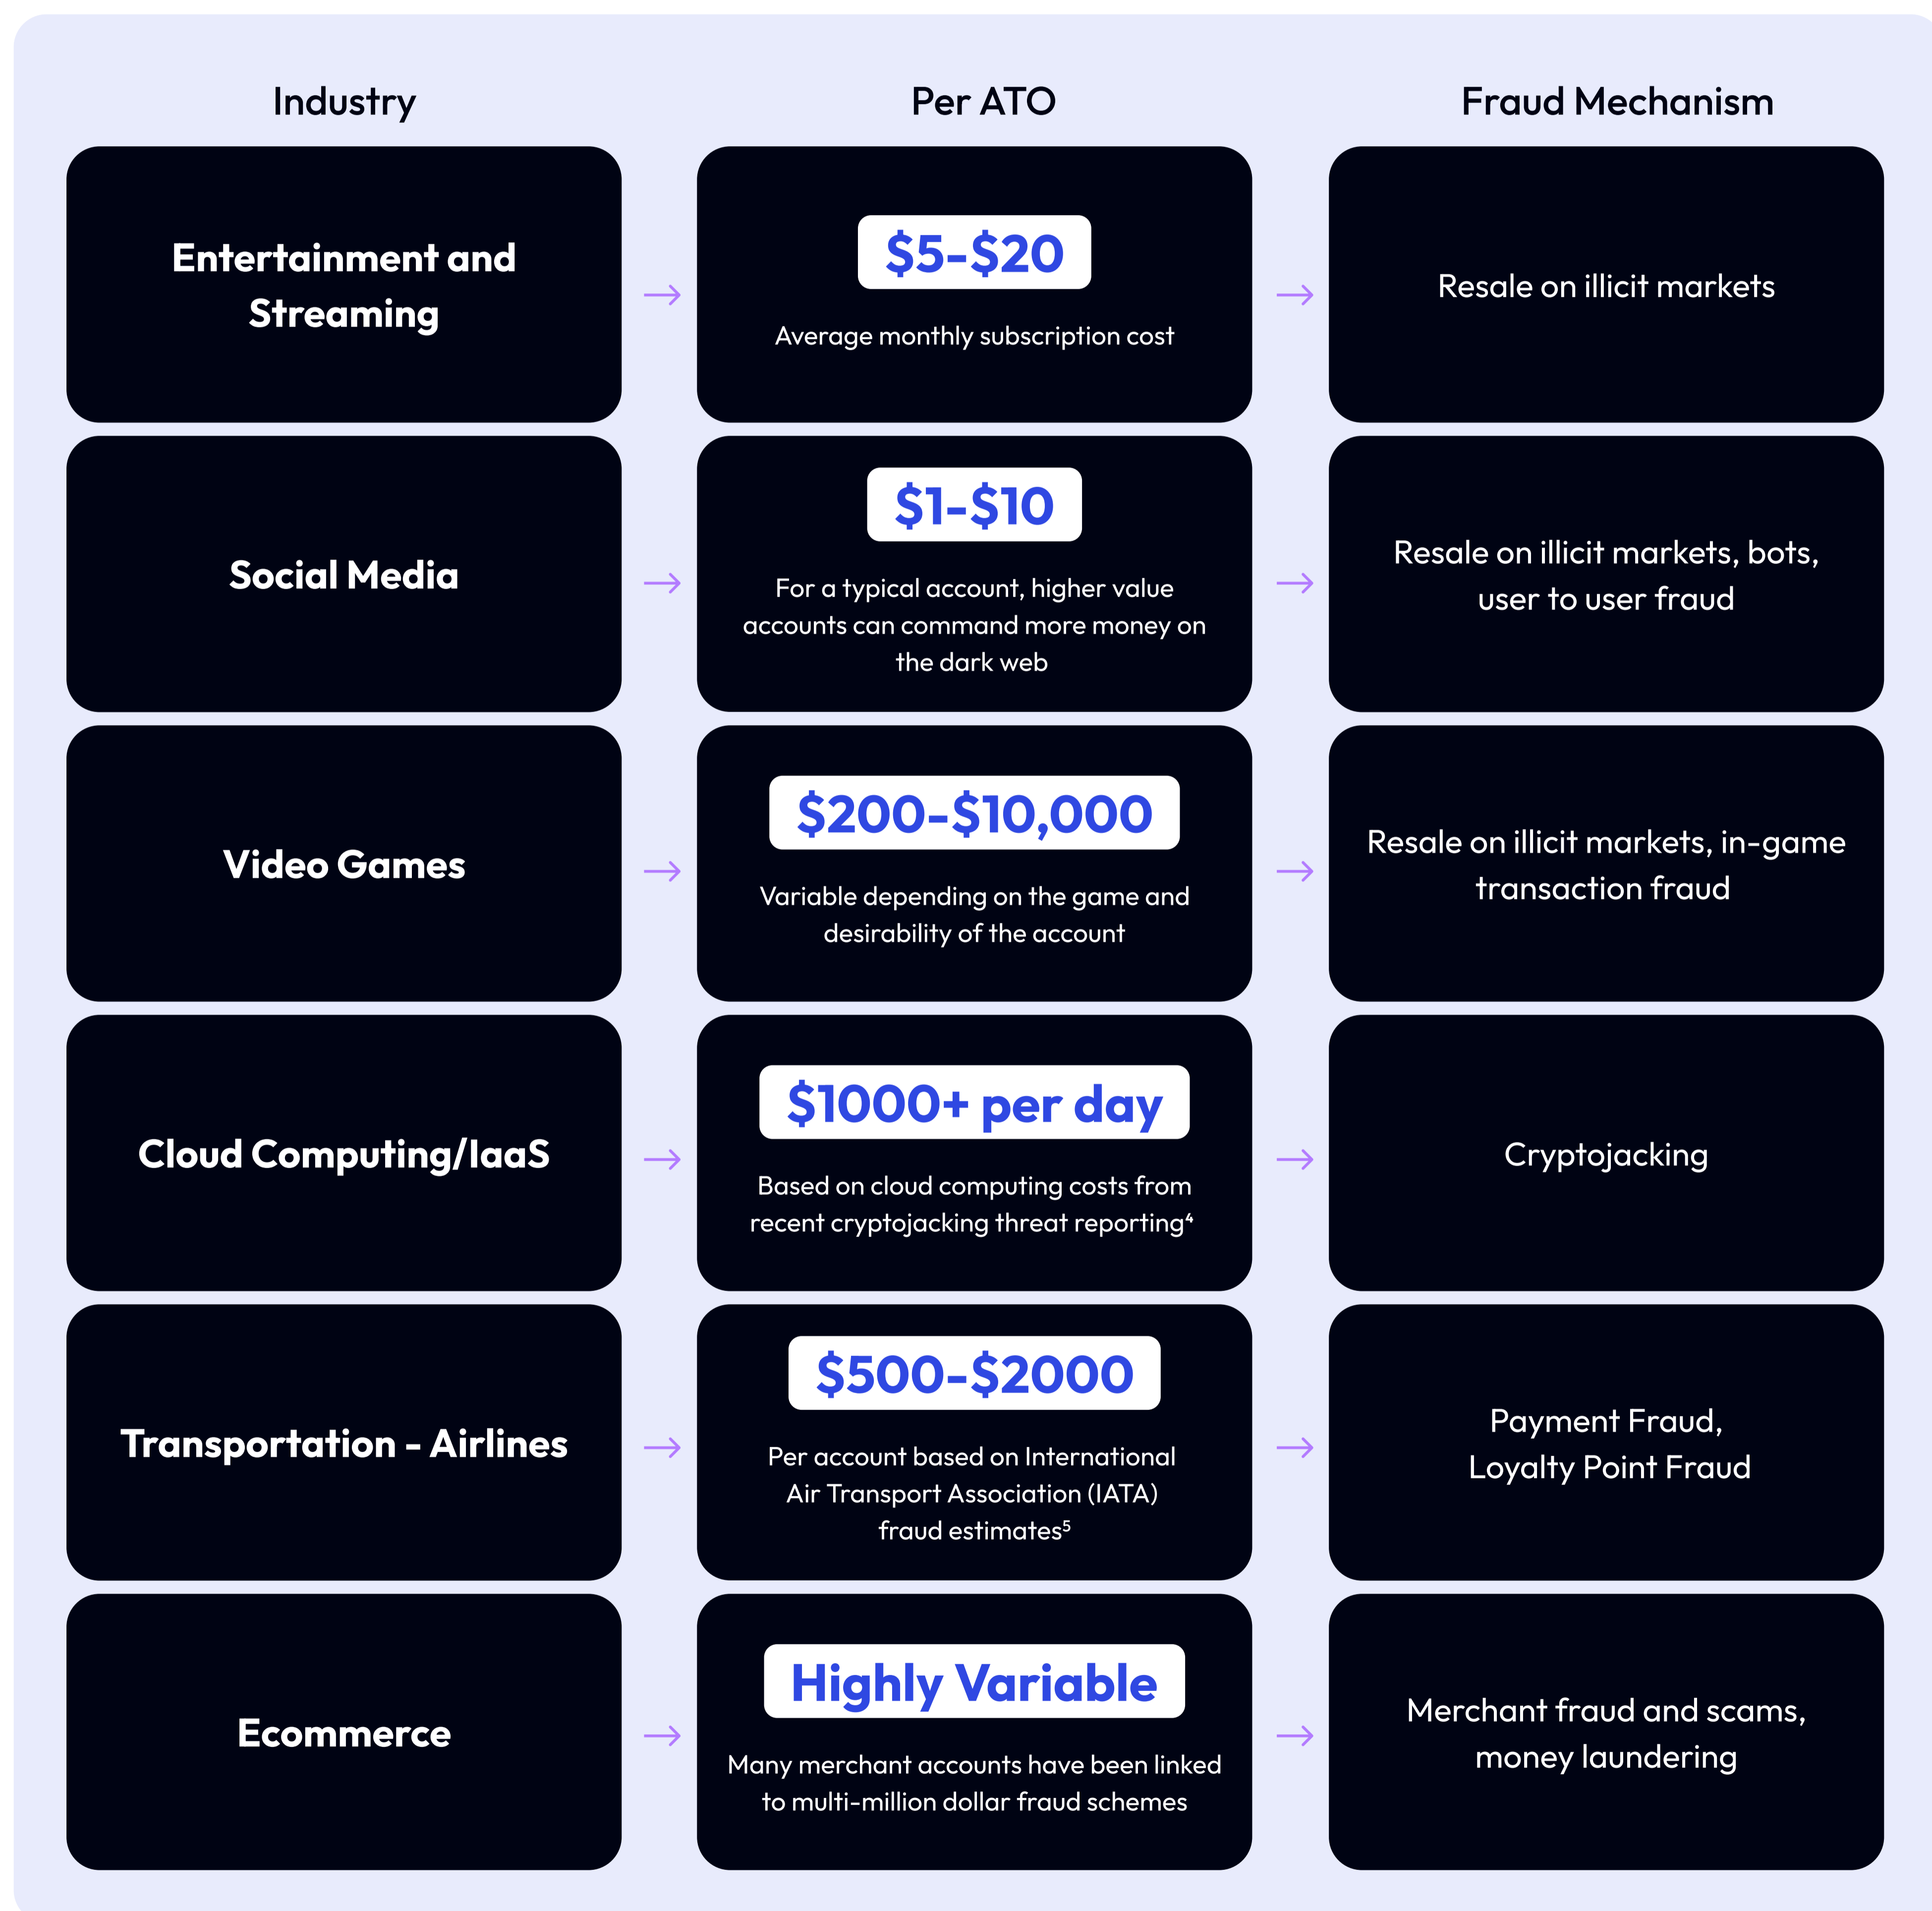 Industry
Per ATO
Fraud Mechanism
Entertainment and
Streaming
$5-$20
Average monthly subscription cost
Resale on illicit markets
Social Media
$1-$10
For a typical account, higher value
accounts can command more money on
the dark web
Resale on illicit markets, bots,
user to user fraud
Video Games
$200-$10,000
Variable depending on the game and
desirability of the account
Resale on illicit markets, in-game
transaction fraud
Cloud Computing/IaaS
$1000+ per day
Based on cloud computing costs from
recent cryptojacking threat reporting⁴
Cryptojacking
Transportation - Airlines
$500-$2000
Per account based on International
Air Transport Association (IATA)
fraud estimates⁵
Payment Fraud,
Loyalty Point Fraud
Ecommerce
Highly Variable
Many merchant accounts have been linked
to multi-million dollar fraud schemes
Merchant fraud and scams,
money laundering